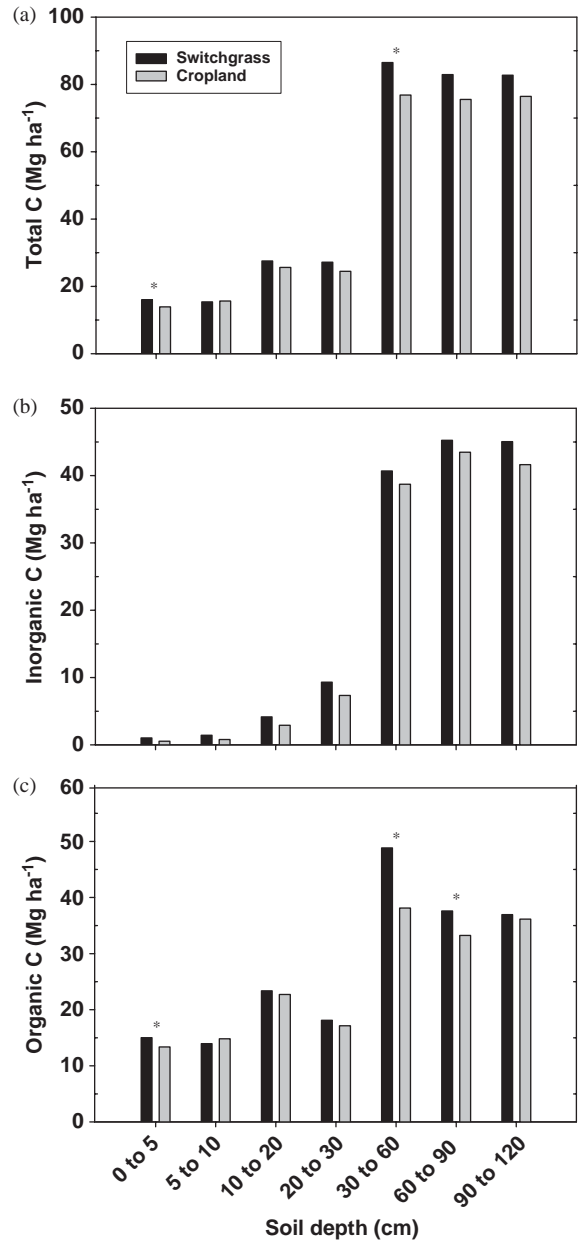 (a)
100
80
60
40
20
0
Total C (Mg ha⁻¹)
Switchgrass
Cropland
*
*
(b)
50
40
30
20
10
0
Inorganic C (Mg ha⁻¹)
(c)
60
50
40
30
20
10
0
Organic C (Mg ha⁻¹)
*
*
*
0 to 5
5 to 10
10 to 20
20 to 30
30 to 60
60 to 90
90 to 120
Soil depth (cm)